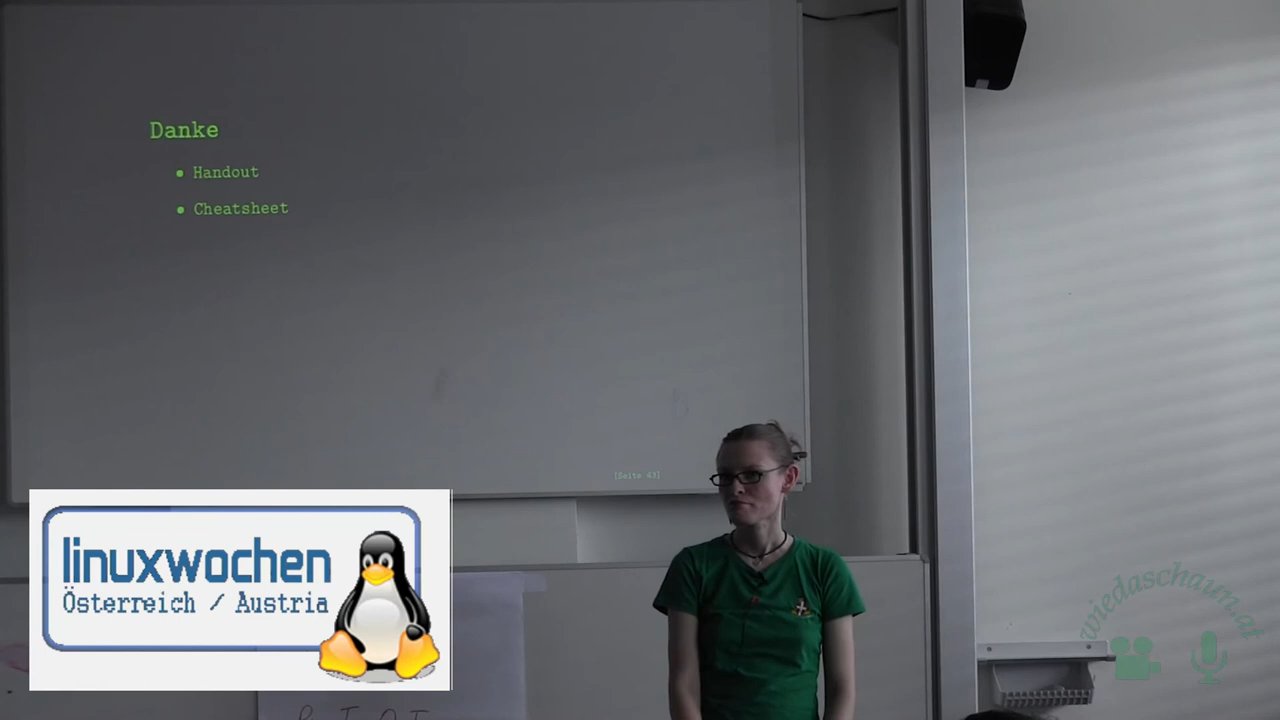 Danke
• Handout
• Cheatsheet
[Seite 43]
linuxwochen
Österreich / Austria
wiedaschaun.at